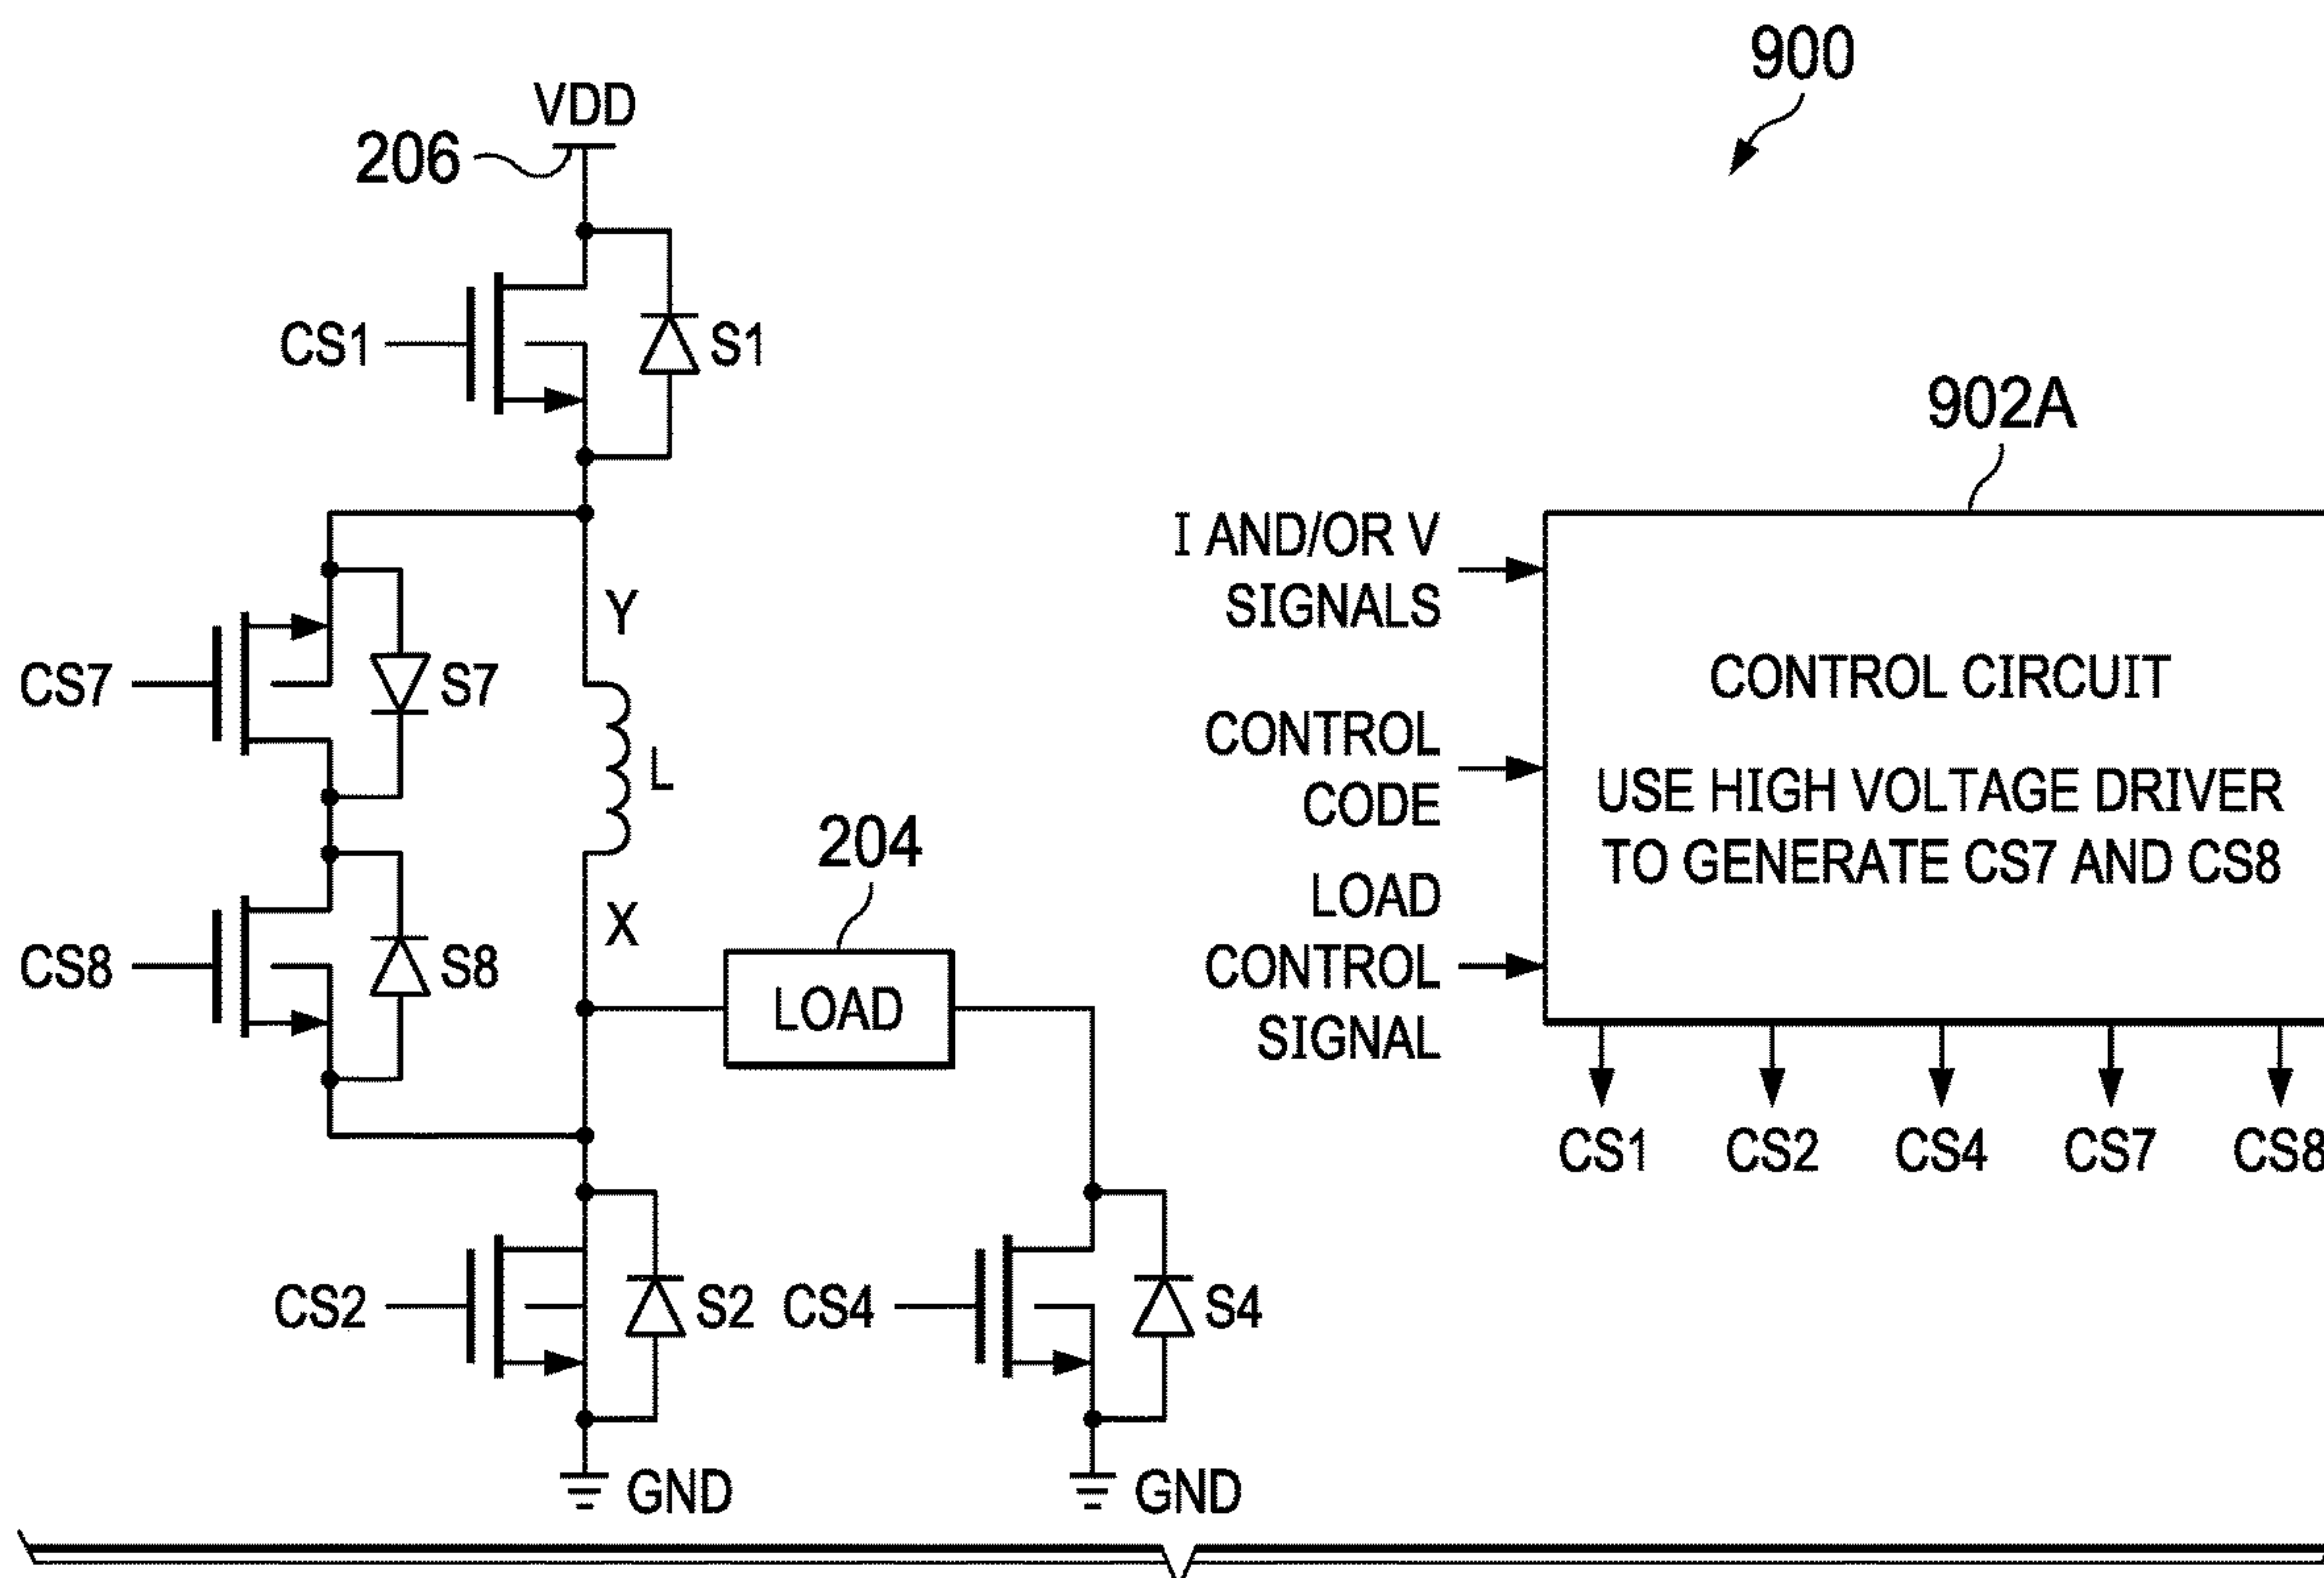 900
VDD
206
CS1
S1
902A
I AND/OR V
SIGNALS
Y
CS7
S7
CONTROL CIRCUIT
CONTROL
CODE
L
USE HIGH VOLTAGE DRIVER
TO GENERATE CS7 AND CS8
204
LOAD
CONTROL
SIGNAL
X
CS8
S8
LOAD
CS1
CS2
CS4
CS7
CS8
CS2
S2
CS4
S4
GND
GND